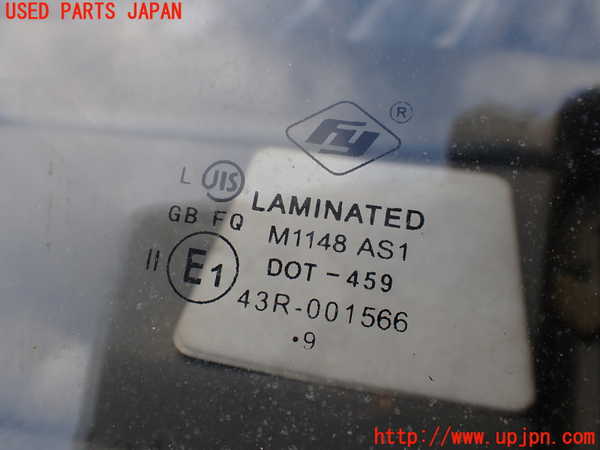 USED PARTS JAPAN
FY ®
L JIS LAMINATED
GB FQ M1148 AS1
II E1 DOT-459
43R-001566
•9
http://www.upjpn.com/